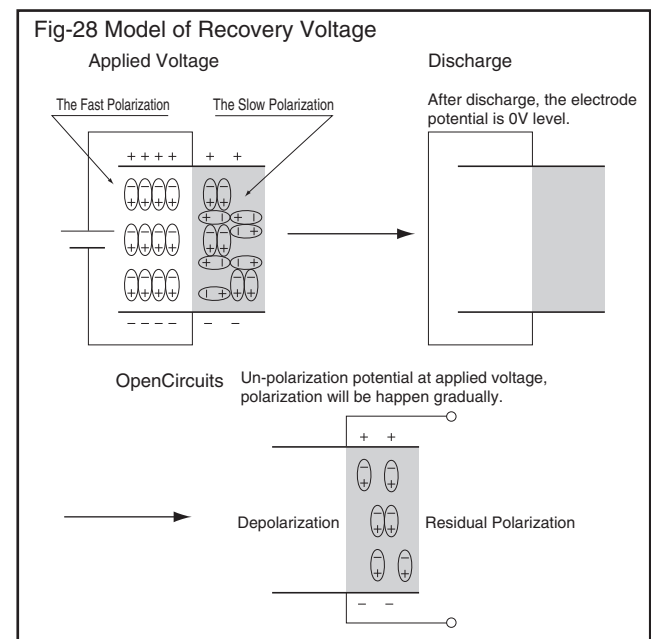 Fig-28 Model of Recovery Voltage
Applied Voltage
Discharge
The Fast Polarization
The Slow Polarization
After discharge, the electrode
potential is 0V level.
+ + + + + +
− − − − − −
OpenCircuits
Un-polarization potential at applied voltage,
polarization will be happen gradually.
+ +
Depolarization
Residual Polarization
− −